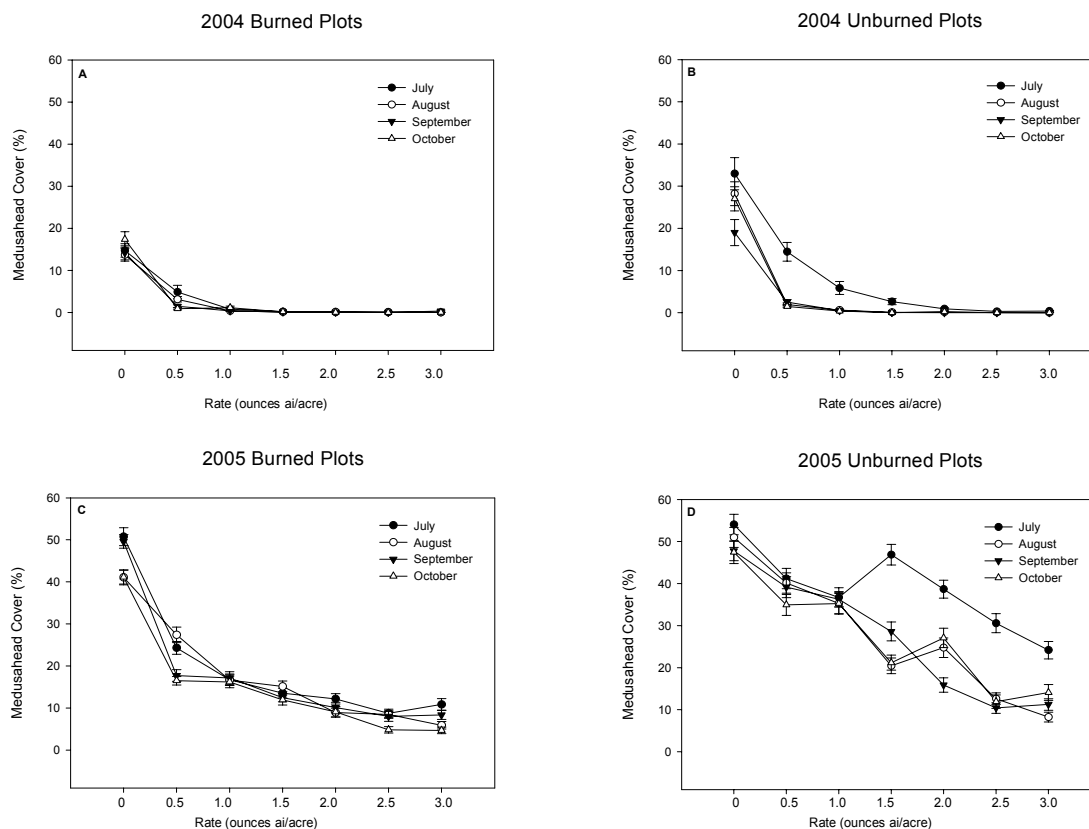 2004 Burned Plots
A
60
50
40
30
20
10
0
Medusahead Cover (%)
July
August
September
October
0 0.5 1.0 1.5 2.0 2.5 3.0
Rate (ounces ai/acre)
2004 Unburned Plots
B
60
50
40
30
20
10
0
Medusahead Cover (%)
July
August
September
October
0 0.5 1.0 1.5 2.0 2.5 3.0
Rate (ounces ai/acre)
2005 Burned Plots
C
60
50
40
30
20
10
0
Medusahead Cover (%)
July
August
September
October
0 0.5 1.0 1.5 2.0 2.5 3.0
Rate (ounces ai/acre)
2005 Unburned Plots
D
60
50
40
30
20
10
0
Medusahead Cover (%)
July
August
September
October
0 0.5 1.0 1.5 2.0 2.5 3.0
Rate (ounces ai/acre)